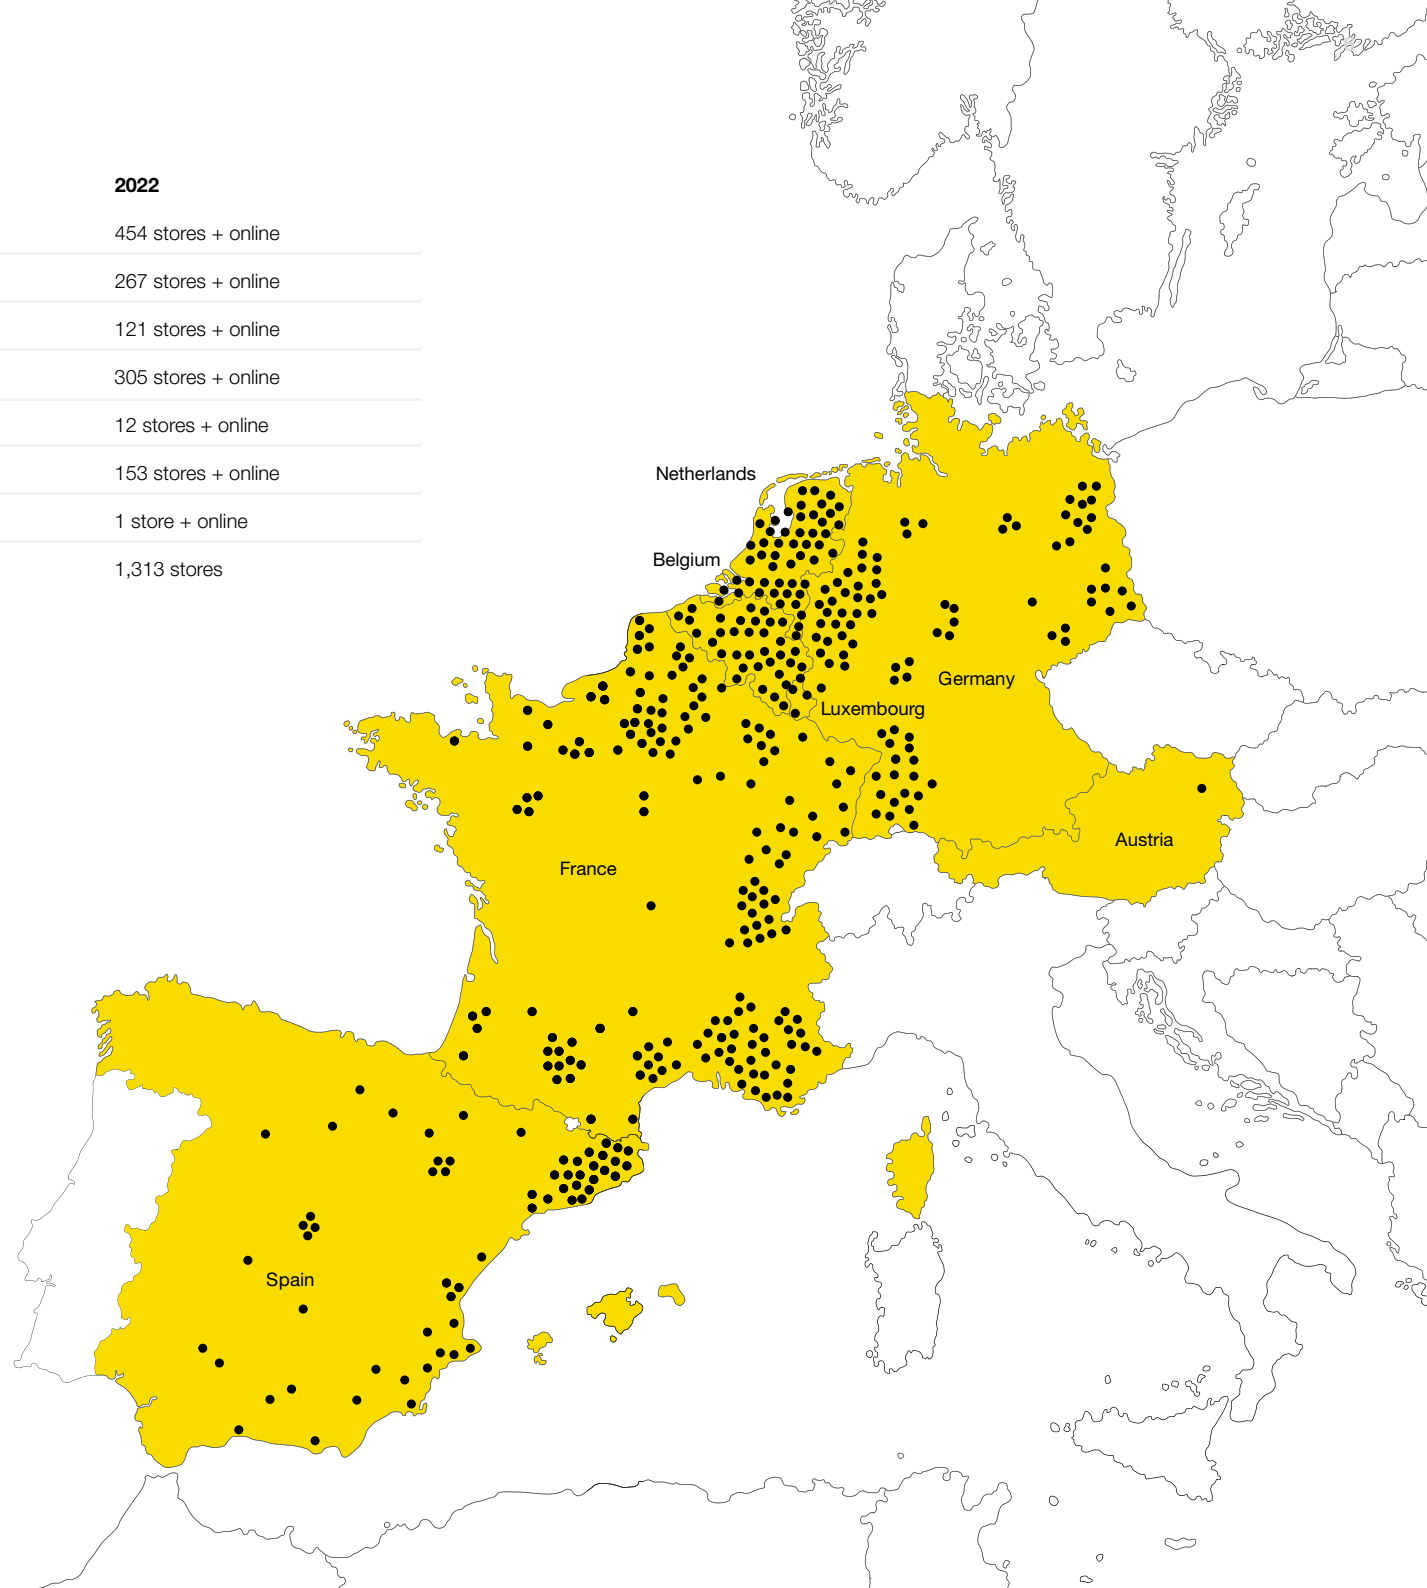 2022
454 stores + online
267 stores + online
121 stores + online
305 stores + online
12 stores + online
153 stores + online
1 store + online
1,313 stores
Netherlands
Belgium
Germany
Luxembourg
Austria
France
Spain